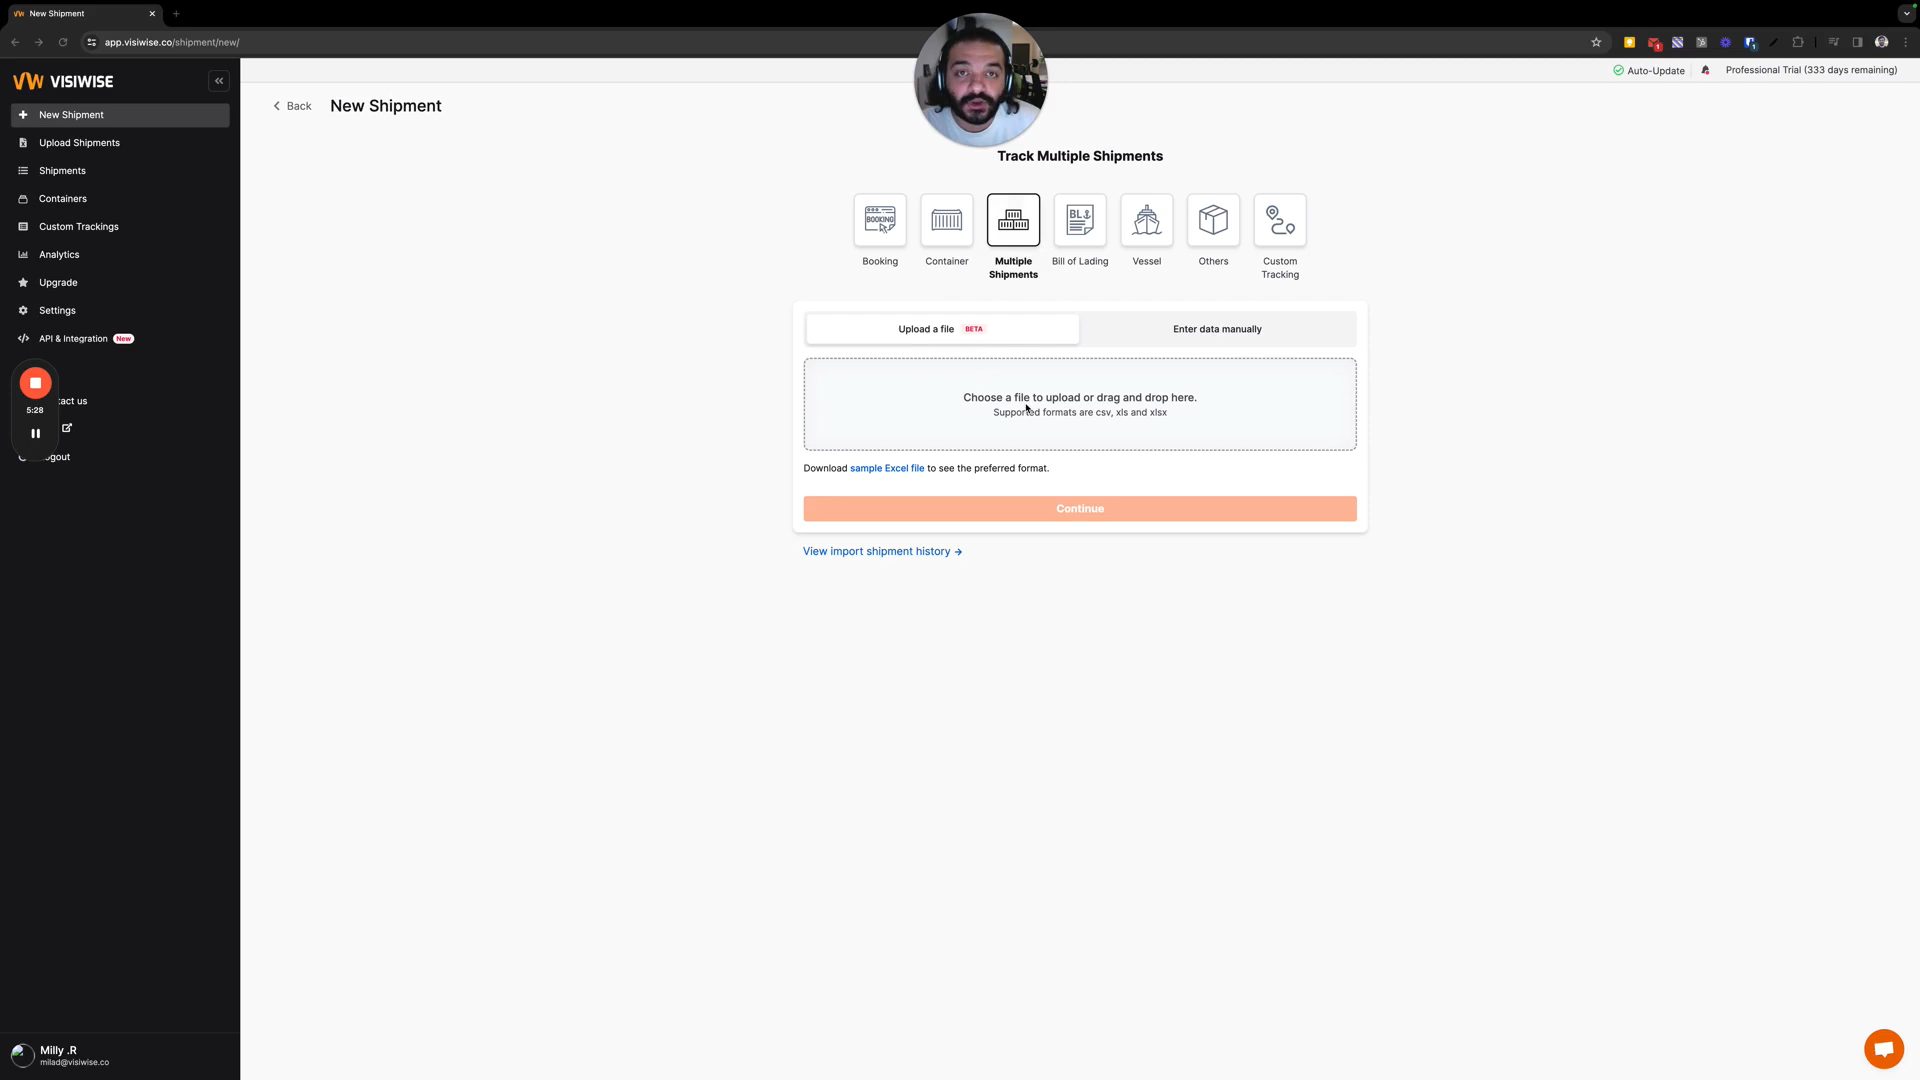 New Shipment
app.visiwise.co/shipment/new/
VW VISIWISE
Auto-Update
Professional Trial (333 days remaining)
New Shipment
Upload Shipments
Shipments
Containers
Custom Trackings
Analytics
Upgrade
Settings
API & Integration New
5:28
tact us
ogout
Milly .R
milad@visiwise.co
Back
New Shipment
Track Multiple Shipments
BOOKING
BL
Booking
Container
Multiple Shipments
Bill of Lading
Vessel
Others
Custom Tracking
Upload a file BETA
Enter data manually
Choose a file to upload or drag and drop here.
Supported formats are csv, xls and xlsx
Download sample Excel file to see the preferred format.
Continue
View import shipment history →